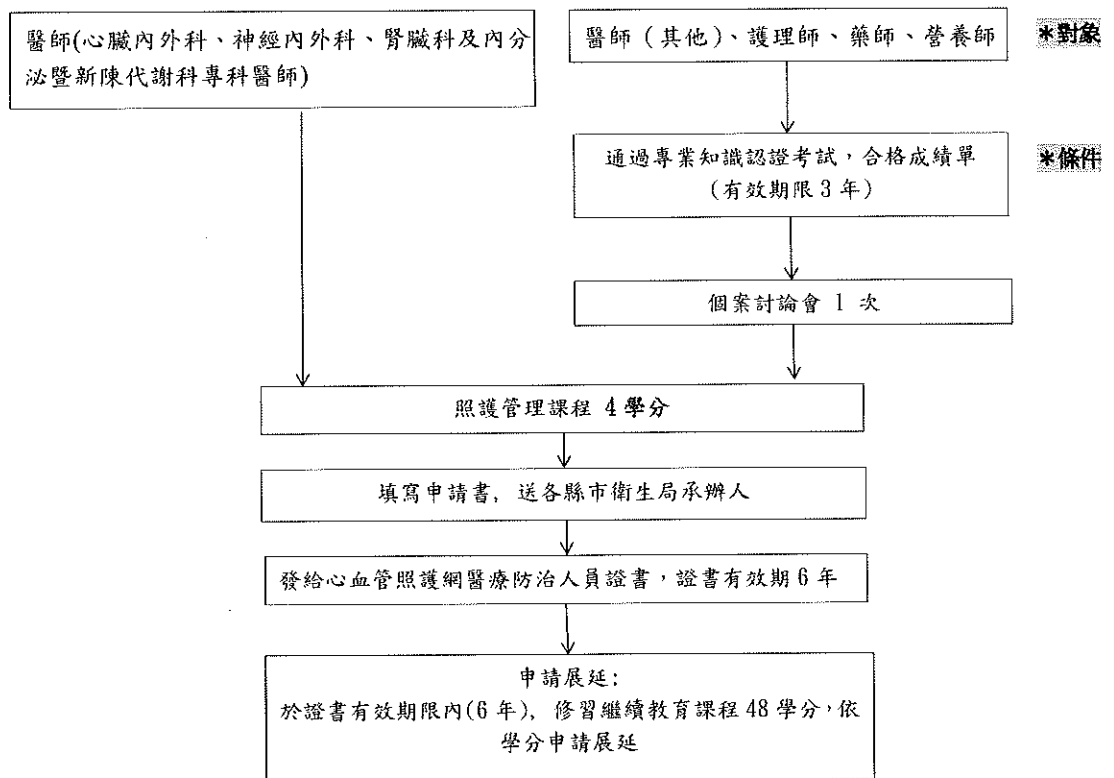 醫師(心臟內外科、神經內外科、腎臟科及內分
泌暨新陳代謝科專科醫師)
醫師(其他)、護理師、藥師、營養師
*對象
通過專業知識認證考試,合格成績單
(有效期限3年)
*條件
個案討論會 1 次
照護管理課程 4學分
填寫申請書, 送各縣市衛生局承辦人
發給心血管照護網醫療防治人員證書,證書有效期6年
申請展延:
於證書有效期限內(6年), 修習繼續教育課程48學分,依
學分申請展延